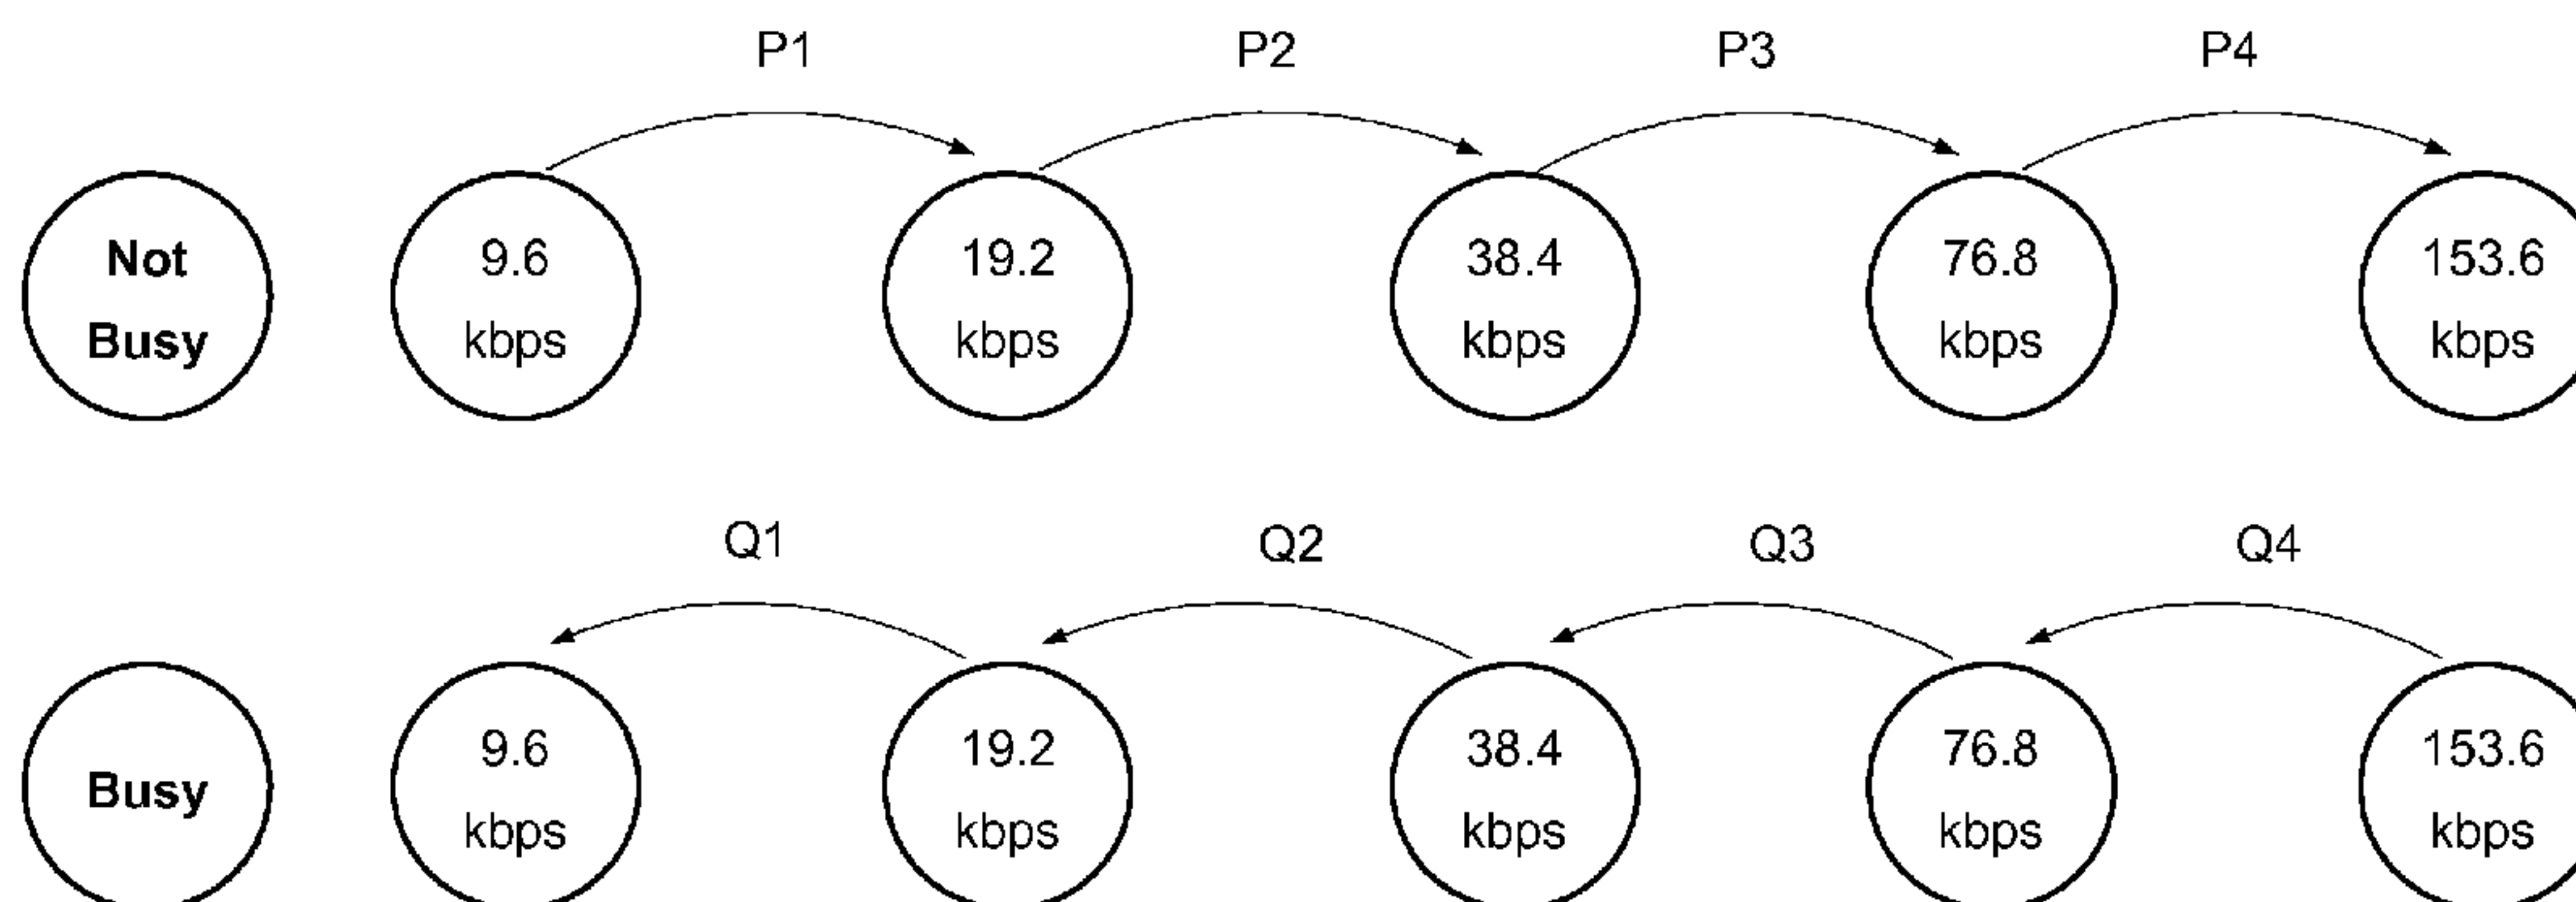 P1 P2 P3 P4
Not Busy
9.6 kbps
19.2 kbps
38.4 kbps
76.8 kbps
153.6 kbps
Q1 Q2 Q3 Q4
Busy
9.6 kbps
19.2 kbps
38.4 kbps
76.8 kbps
153.6 kbps